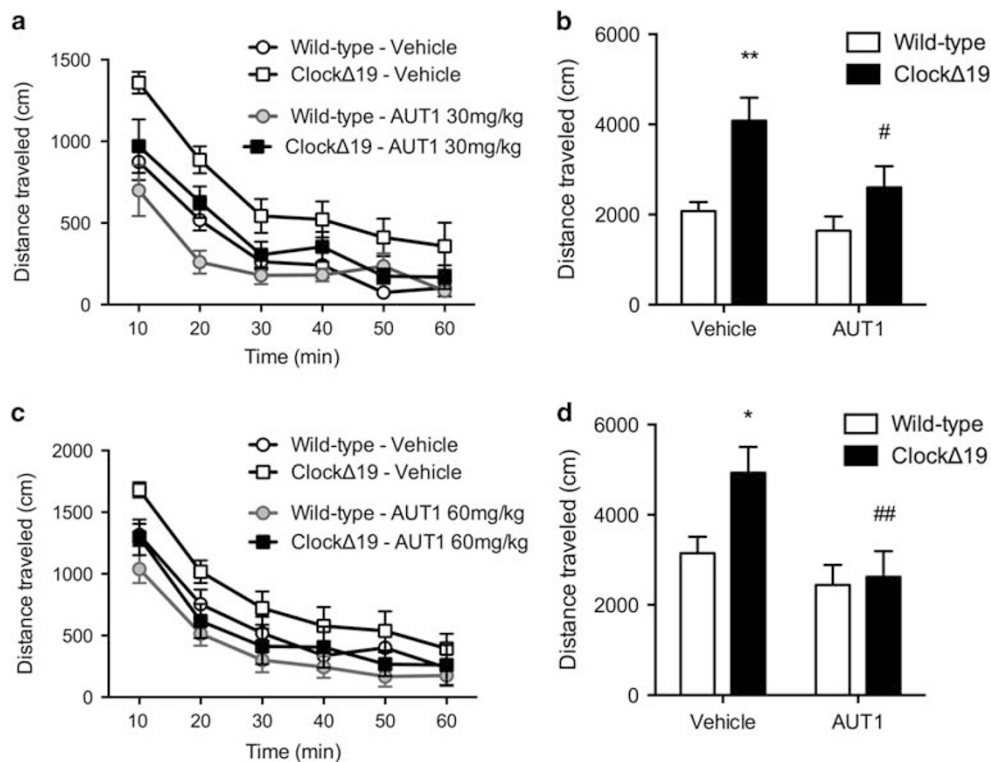 a
Distance traveled (cm)
1500
1000
500
0
10 20 30 40 50 60
Time (min)
Wild-type - Vehicle
ClockΔ19 - Vehicle
Wild-type - AUT1 30mg/kg
ClockΔ19 - AUT1 30mg/kg
b
Distance traveled (cm)
6000
4000
2000
0
**
#
Vehicle AUT1
Wild-type
ClockΔ19
c
Distance traveled (cm)
2000
1500
1000
500
0
10 20 30 40 50 60
Time (min)
Wild-type - Vehicle
ClockΔ19 - Vehicle
Wild-type - AUT1 60mg/kg
ClockΔ19 - AUT1 60mg/kg
d
Distance traveled (cm)
6000
4000
2000
0
*
##
Vehicle AUT1
Wild-type
ClockΔ19